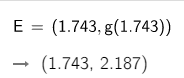 E = (1.743, g(1.743))
→ (1.743, 2.187)